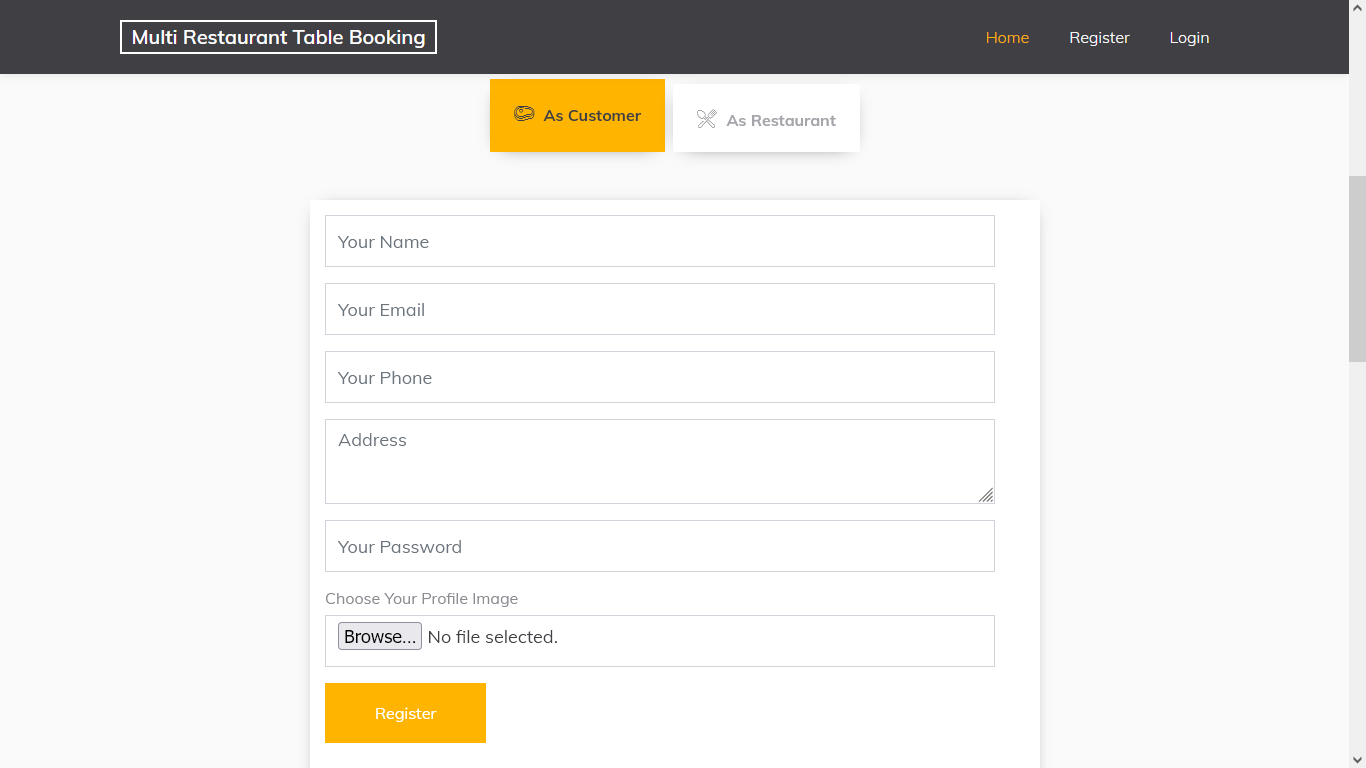 Multi Restaurant Table Booking
Home Register Login
As Customer
As Restaurant
Your Name
Your Email
Your Phone
Address
Your Password
Choose Your Profile Image
Browse... No file selected.
Register